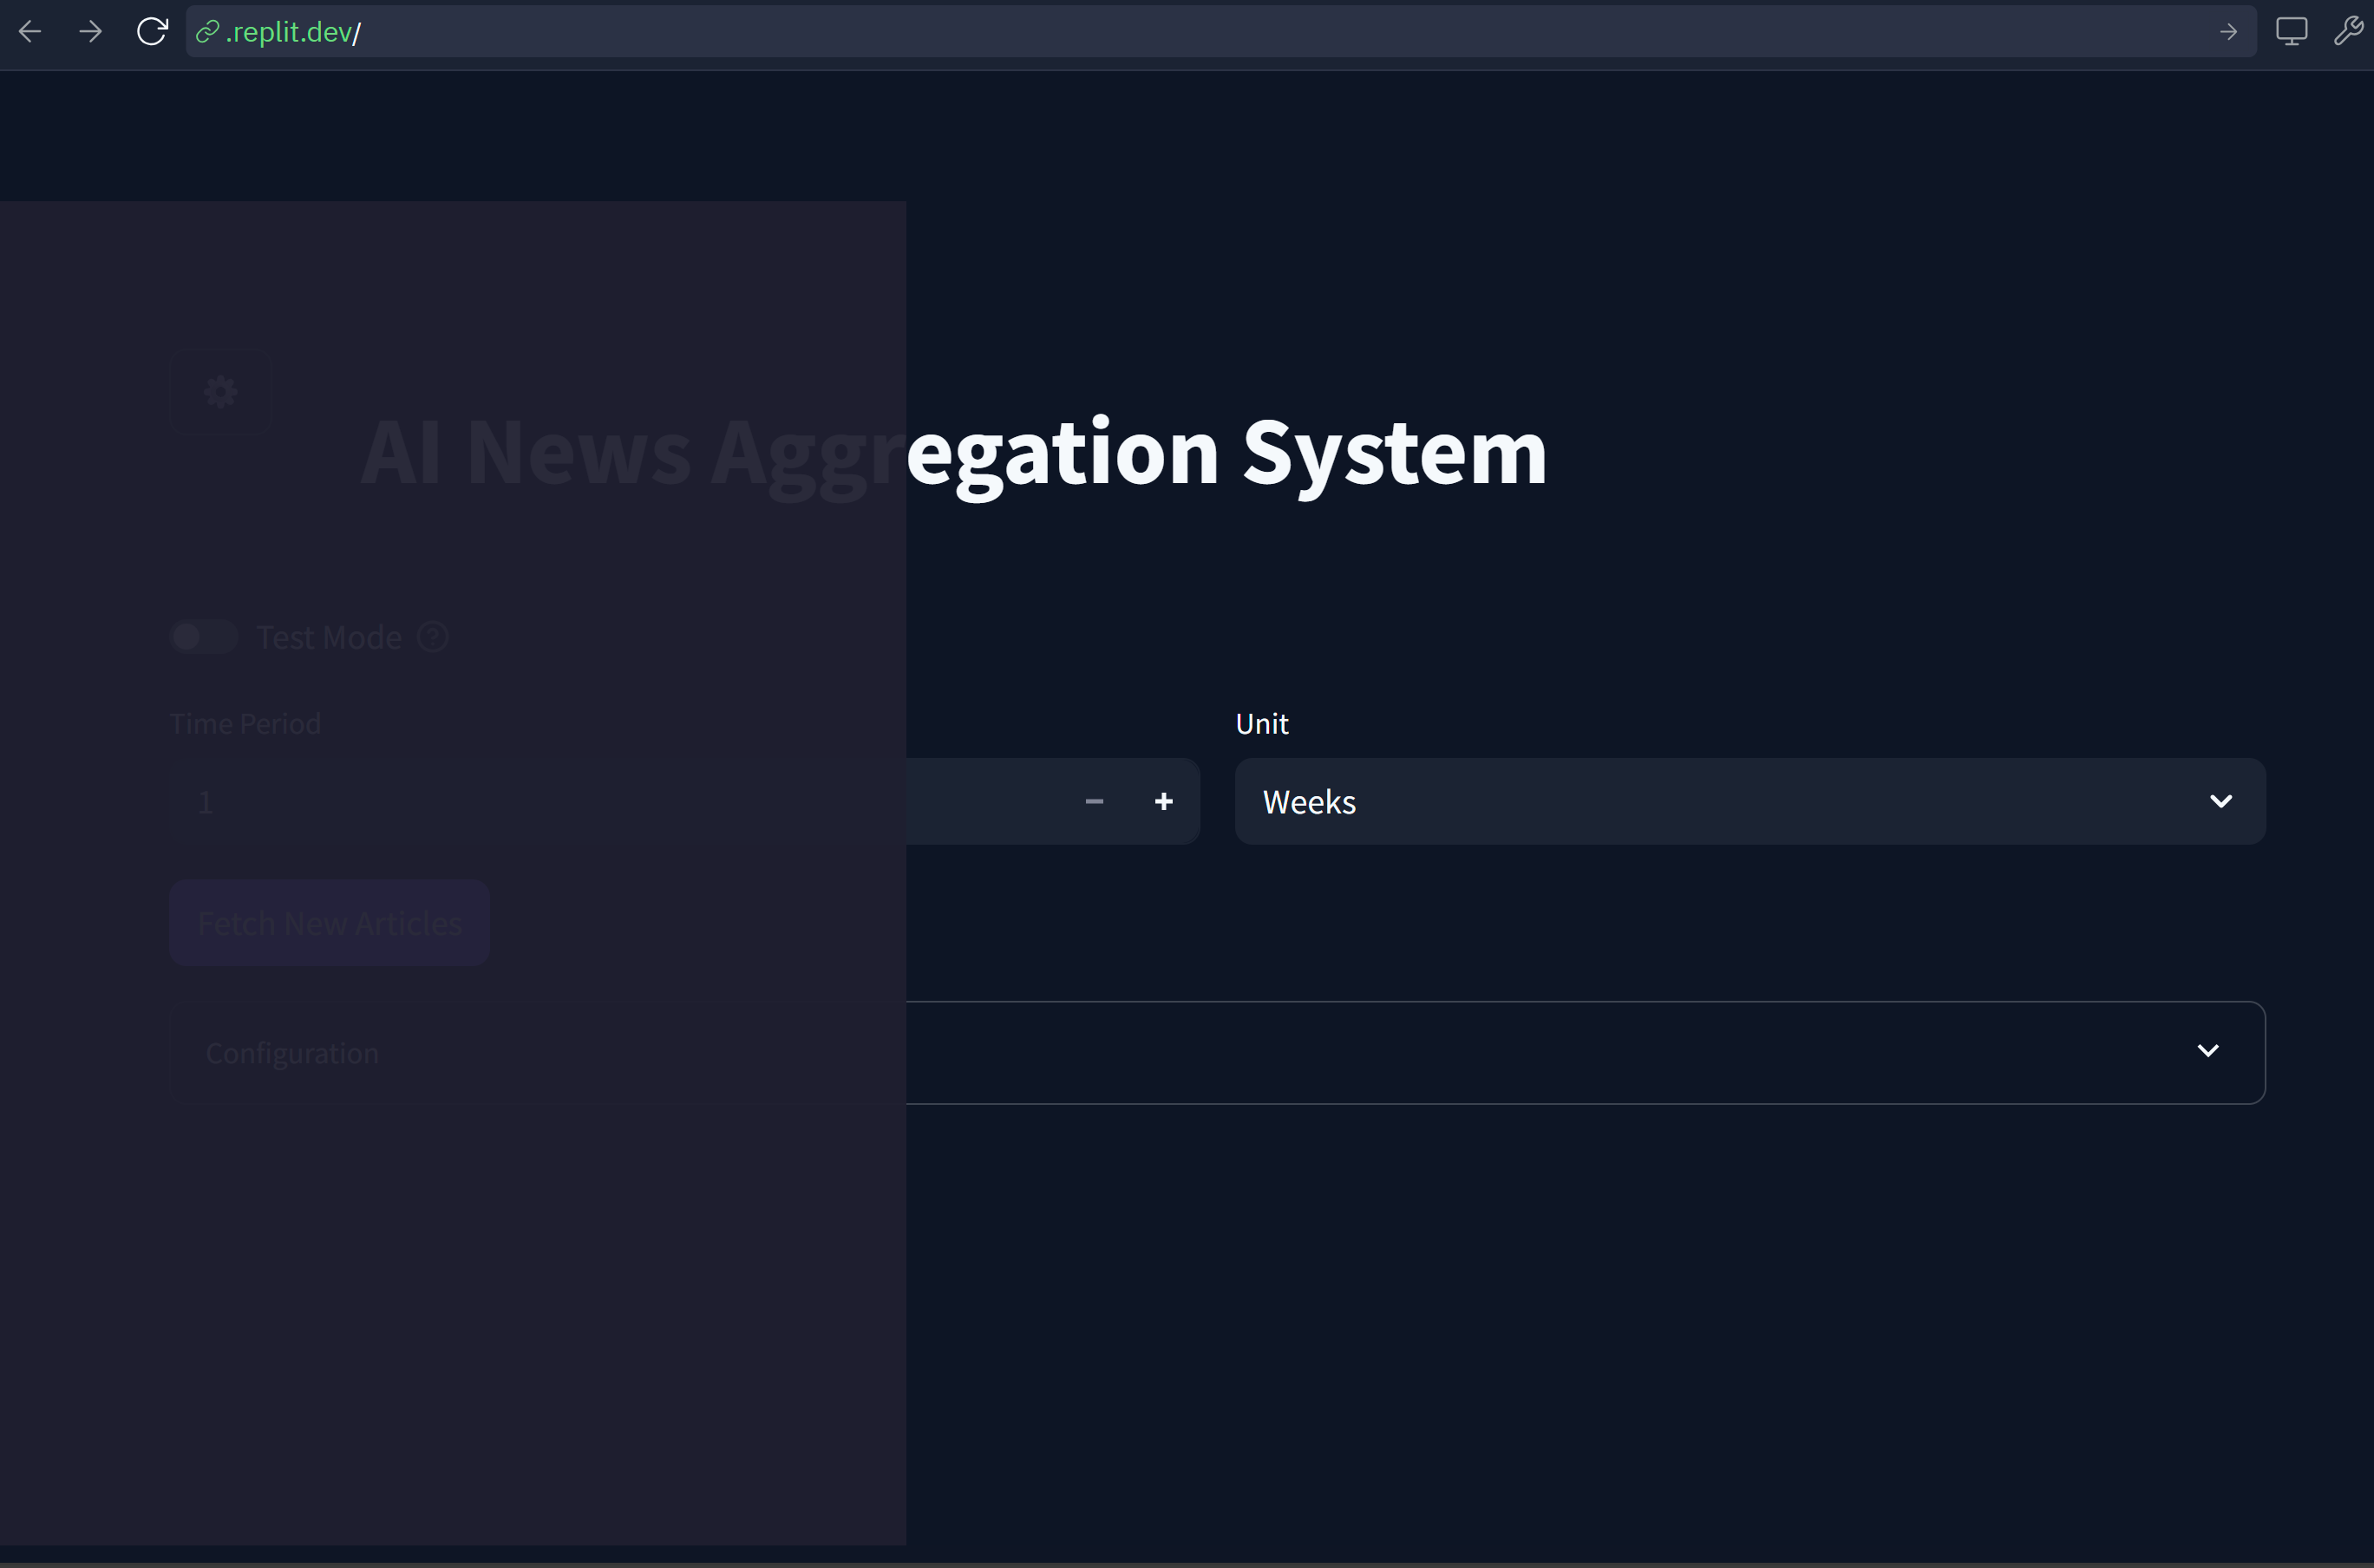 .replit.dev/
AI News Aggregation System
Test Mode
Time Period
Unit
1
Weeks
Fetch New Articles
Configuration